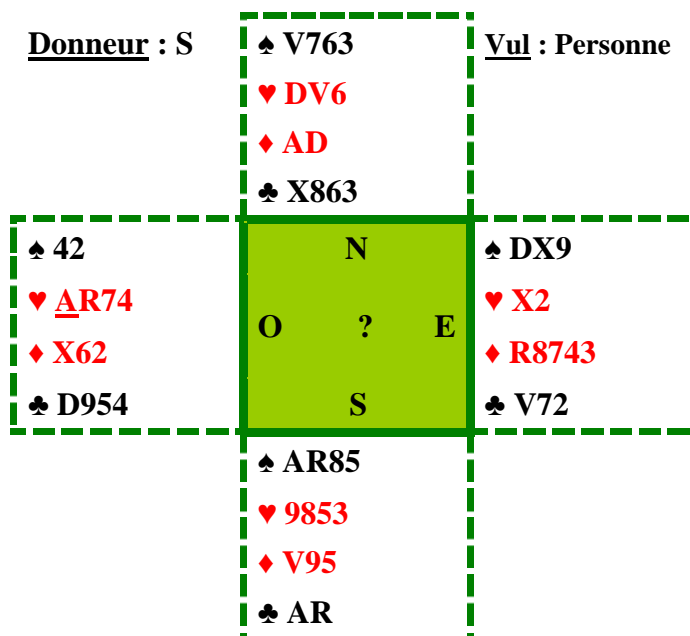 Donneur : S
♠ V763
Vul : Personne
♥ DV6
♦ AD
♣ X863
♠ 42
N
♠ DX9
♥ AR74
♥ X2
O ? E
♦ X62
♦ R8743
♣ D954
S
♣ V72
♠ AR85
♥ 9853
♦ V95
♣ AR